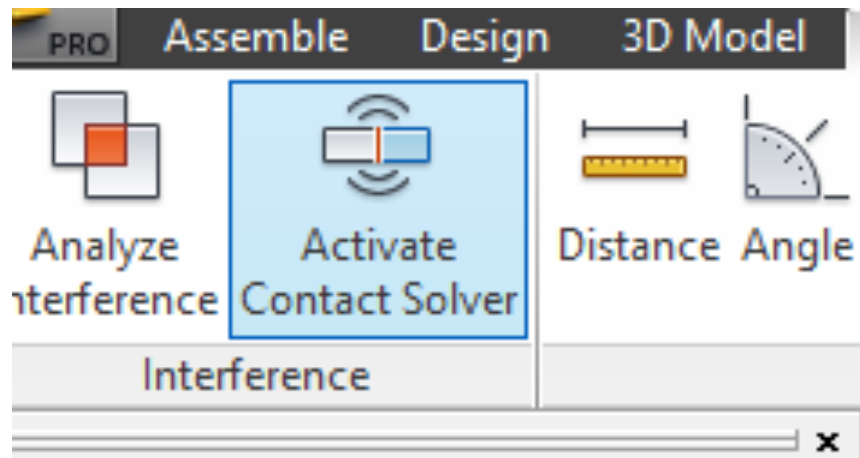 PRO Assemble Design 3D Model
Analyze Activate Distance Angle
nterference Contact Solver
Interference